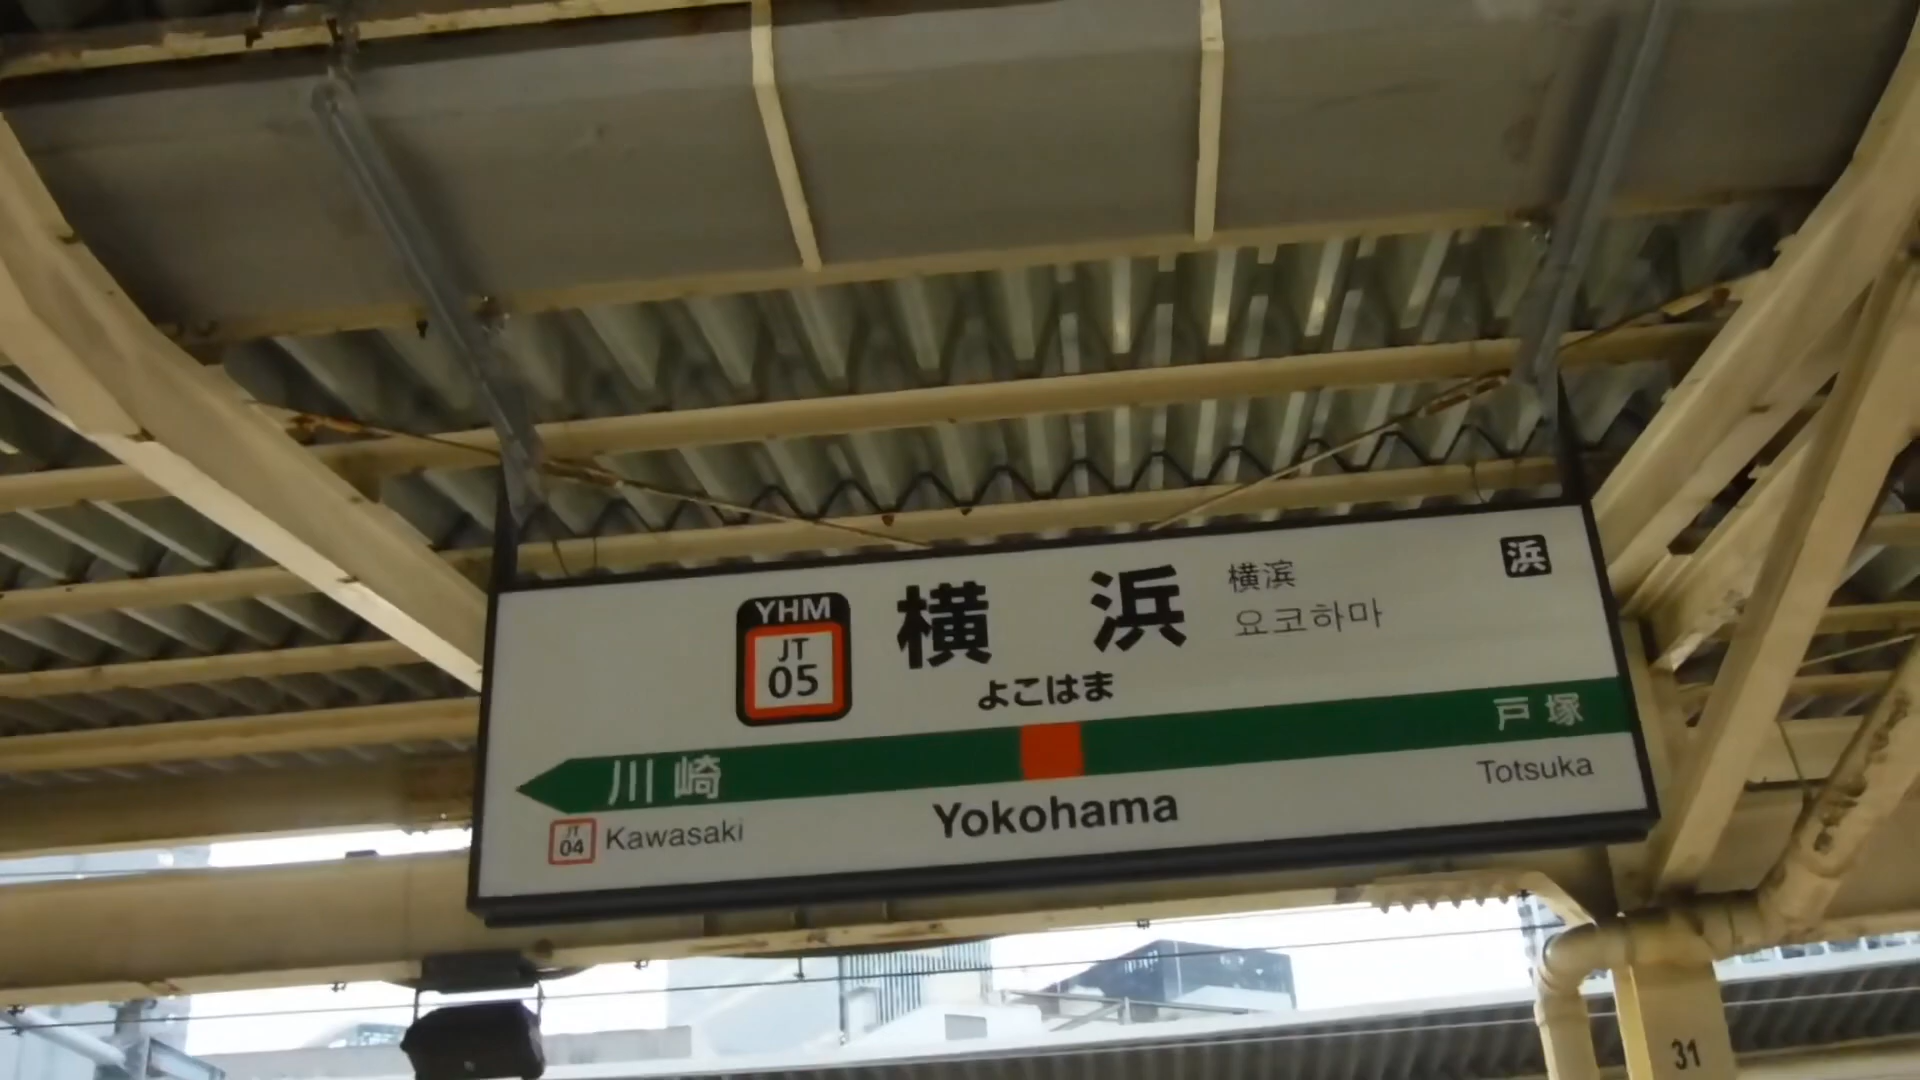 YHM
JT
05
横浜
よこはま
横滨
요코하마
浜
川崎
戸塚
JT
04
Kawasaki
Yokohama
Totsuka
31